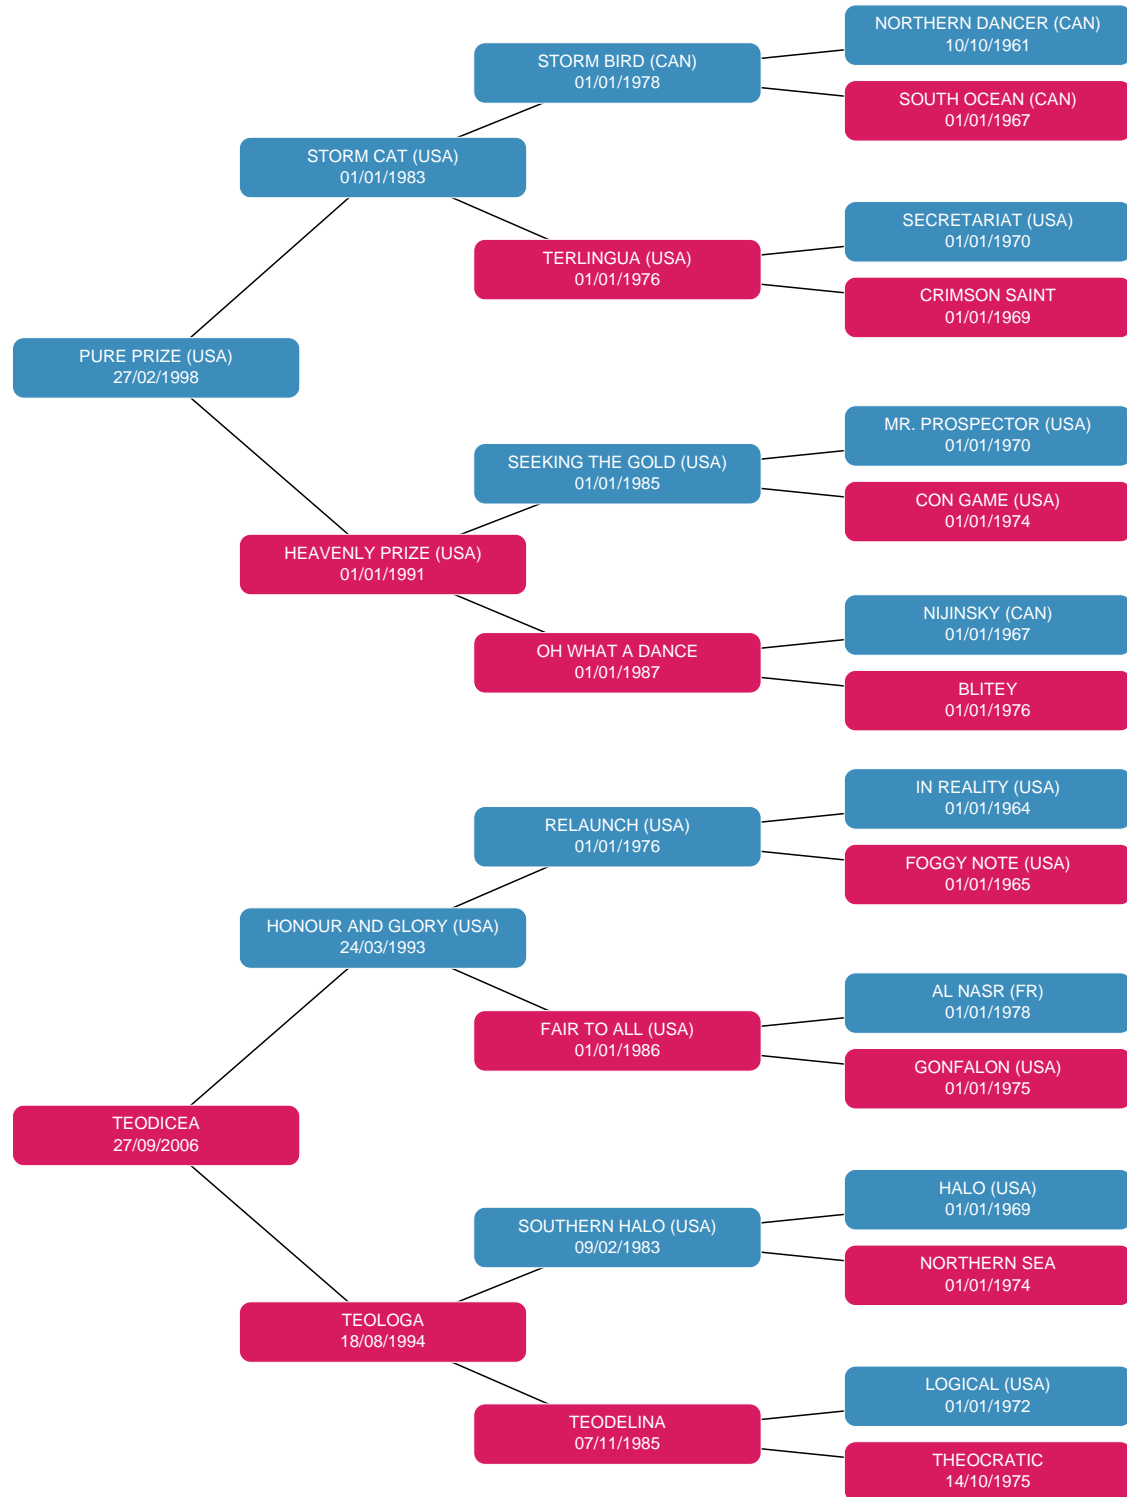 NORTHERN DANCER (CAN)
10/10/1961
STORM BIRD (CAN)
01/01/1978
SOUTH OCEAN (CAN)
01/01/1967
STORM CAT (USA)
01/01/1983
SECRETARIAT (USA)
01/01/1970
TERLINGUA (USA)
01/01/1976
CRIMSON SAINT
01/01/1969
PURE PRIZE (USA)
27/02/1998
MR. PROSPECTOR (USA)
01/01/1970
SEEKING THE GOLD (USA)
01/01/1985
CON GAME (USA)
01/01/1974
HEAVENLY PRIZE (USA)
01/01/1991
NIJINSKY (CAN)
01/01/1967
OH WHAT A DANCE
01/01/1987
BLITEY
01/01/1976
IN REALITY (USA)
01/01/1964
RELAUNCH (USA)
01/01/1976
FOGGY NOTE (USA)
01/01/1965
HONOUR AND GLORY (USA)
24/03/1993
AL NASR (FR)
01/01/1978
FAIR TO ALL (USA)
01/01/1986
GONFALON (USA)
01/01/1975
TEODICEA
27/09/2006
HALO (USA)
01/01/1969
SOUTHERN HALO (USA)
09/02/1983
NORTHERN SEA
01/01/1974
TEOLOGA
18/08/1994
LOGICAL (USA)
01/01/1972
TEODELINA
07/11/1985
THEOCRATIC
14/10/1975